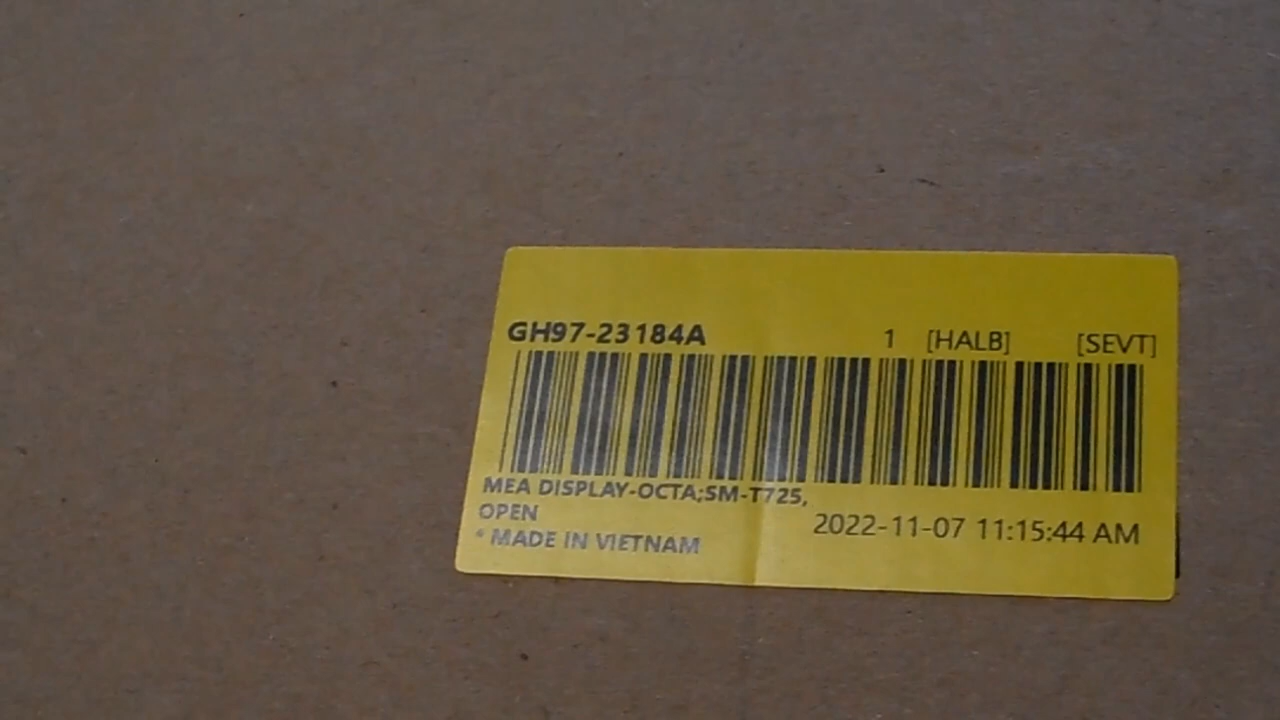 GH97-23184A 1 [HALB] [SEVT]
MEA DISPLAY-OCTA;SM-T725,
OPEN
2022-11-07 11:15:44 AM
* MADE IN VIETNAM